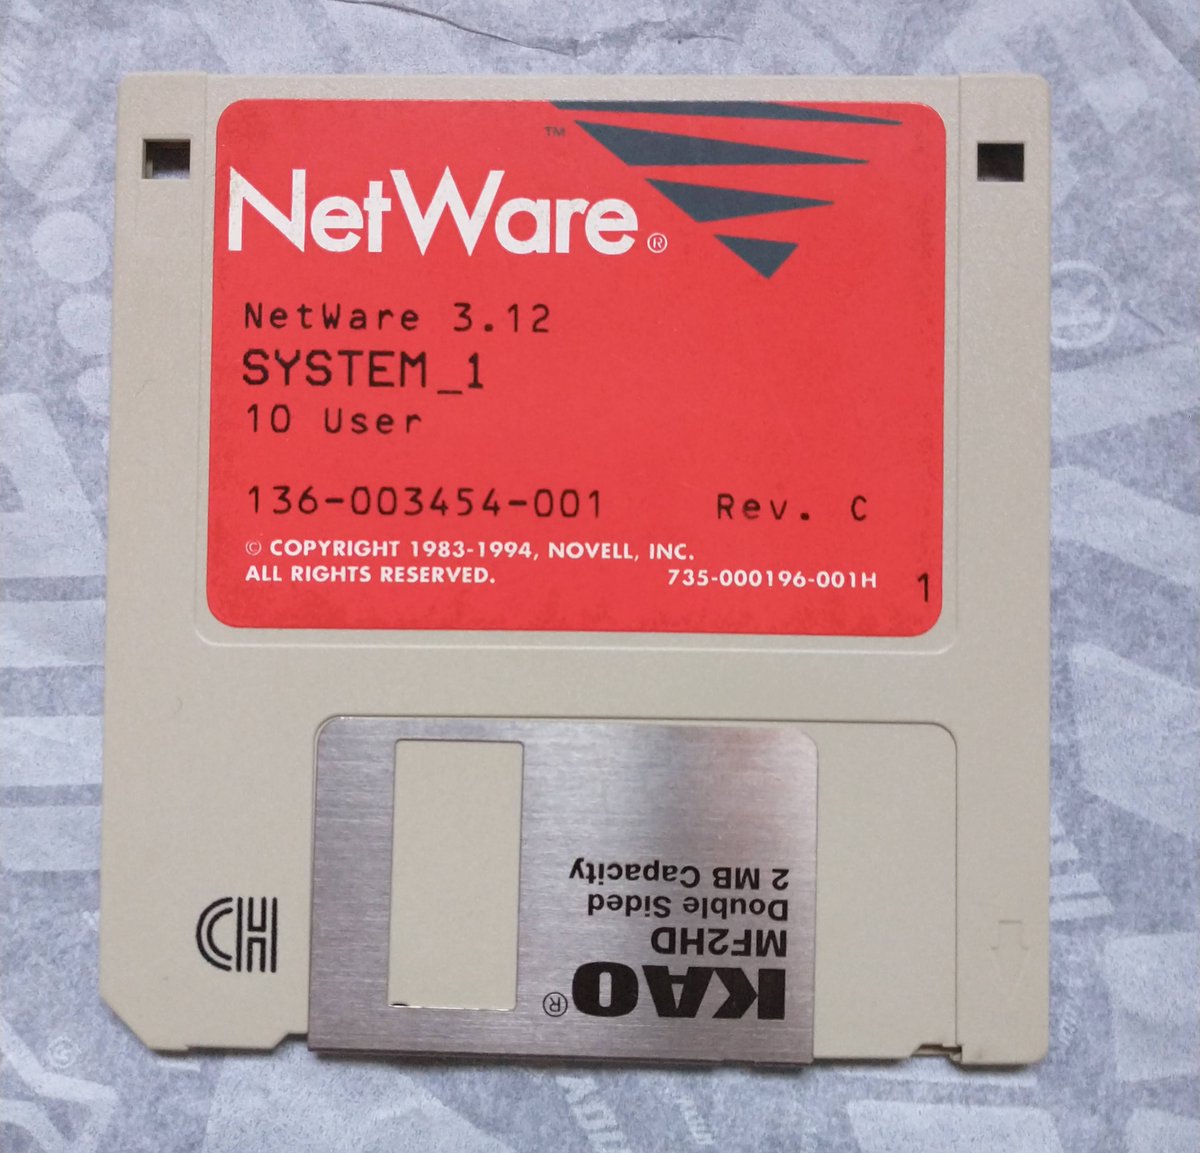 ™
NetWare®
NetWare 3.12
SYSTEM_1
10 User
136-003454-001 Rev. C
© COPYRIGHT 1983-1994, NOVELL, INC.
ALL RIGHTS RESERVED. 735-000196-001H
1
KAO®
MF2HD
Double Sided
2 MB Capacity
HD